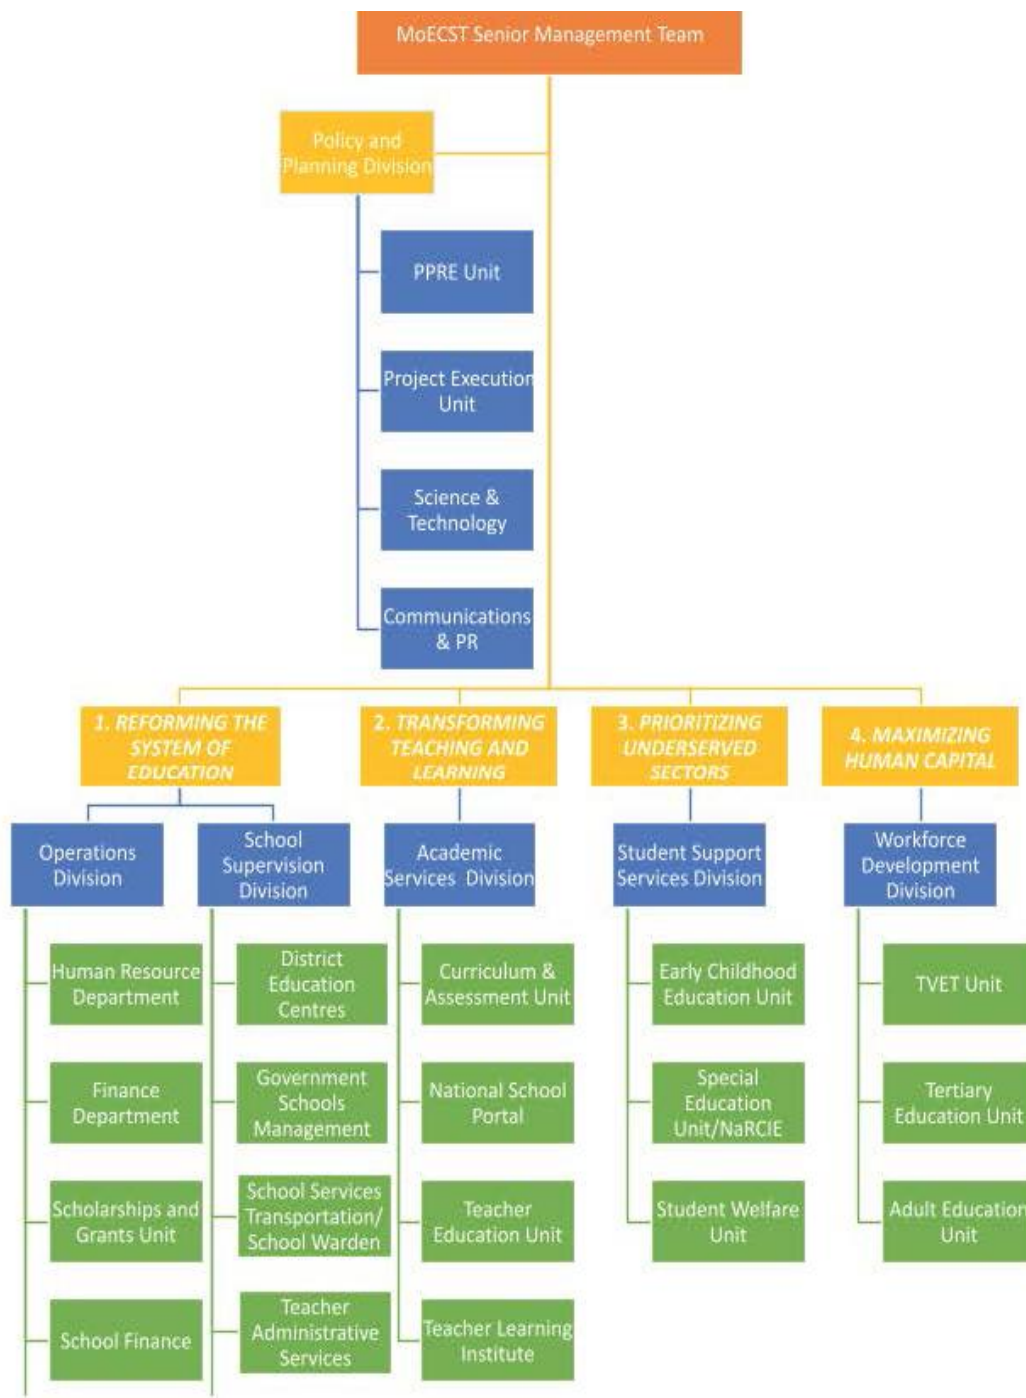 MoECST Senior Management Team
Policy and
Planning Division
PPRE Unit
Project Execution
Unit
Science &
Technology
Communications
& PR
1. REFORMING THE
SYSTEM OF
EDUCATION
2. TRANSFORMING
TEACHING AND
LEARNING
3. PRIORITIZING
UNDERSERVED
SECTORS
4. MAXIMIZING
HUMAN CAPITAL
Operations
Division
School
Supervision
Division
Academic
Services Division
Student Support
Services Division
Workforce
Development
Division
Human Resource
Department
Finance
Department
Scholarships and
Grants Unit
School Finance
District
Education
Centres
Government
Schools
Management
School Services
Transportation/
School Warden
Teacher
Administrative
Services
Curriculum &
Assessment Unit
National School
Portal
Teacher
Education Unit
Teacher Learning
Institute
Early Childhood
Education Unit
Special
Education
Unit/NaRCIE
Student Welfare
Unit
TVET Unit
Tertiary
Education Unit
Adult Education
Unit